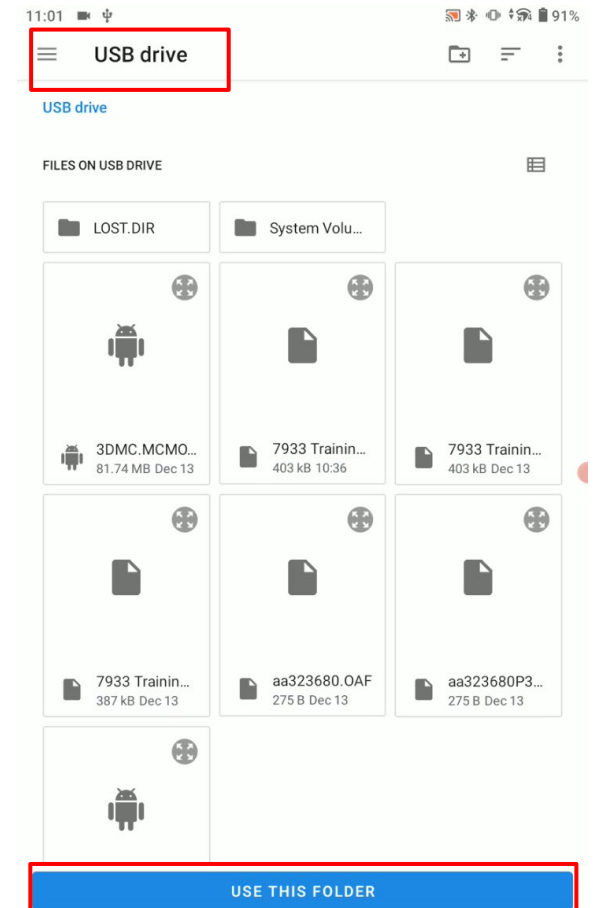 11:01 91%
USB drive
USB drive
FILES ON USB DRIVE
LOST.DIR
System Volu...
3DMC.MCMO...
81.74 MB Dec 13
7933 Trainin...
403 kB 10:36
7933 Trainin...
403 kB Dec 13
7933 Trainin...
387 kB Dec 13
aa323680.OAF
275 B Dec 13
aa323680P3...
275 B Dec 13
USE THIS FOLDER